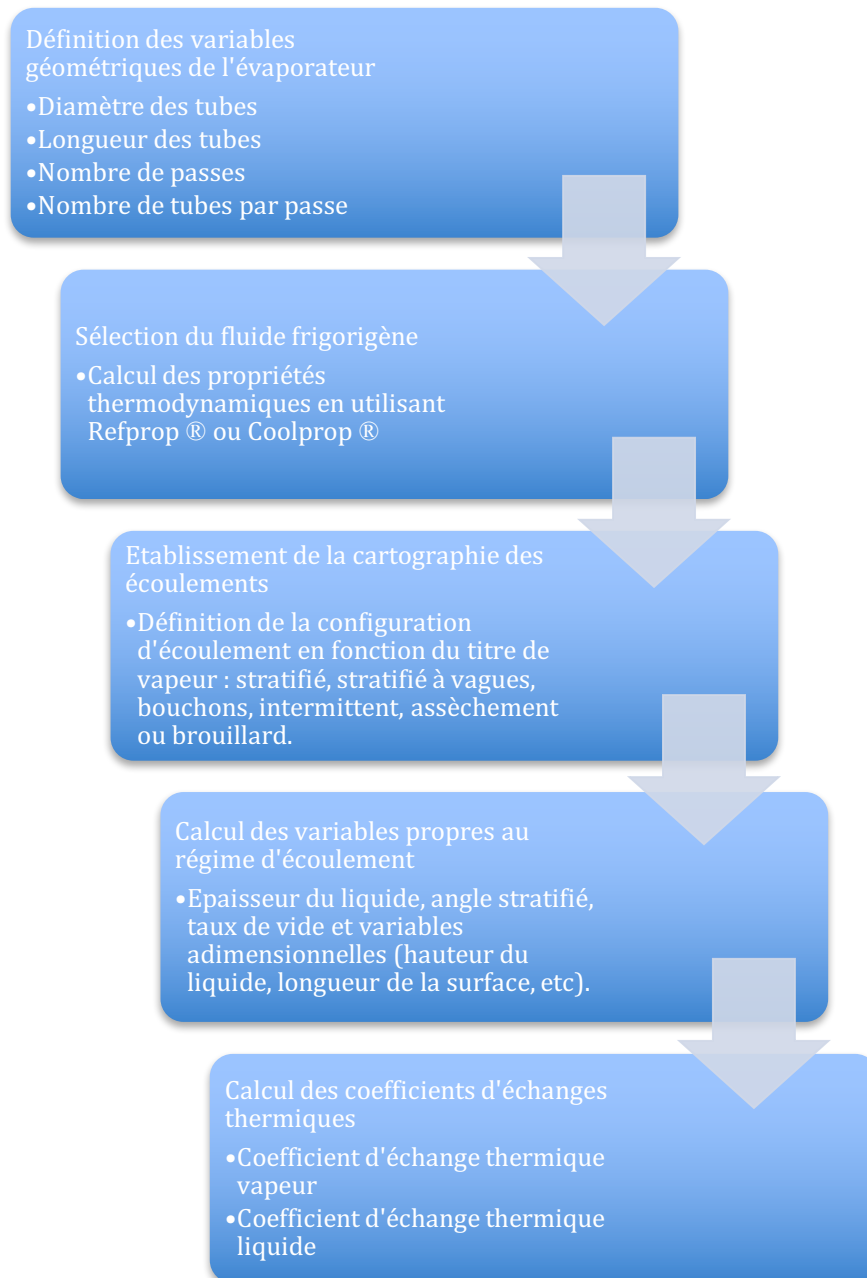 Définition des variables
géométriques de l'évaporateur
•Diamètre des tubes
•Longueur des tubes
•Nombre de passes
•Nombre de tubes par passe
Sélection du fluide frigorigène
•Calcul des propriétés
thermodynamiques en utilisant
Refprop ® ou Coolprop ®
Etablissement de la cartographie des
écoulements
•Définition de la configuration
d'écoulement en fonction du titre de
vapeur : stratifié, stratifié à vagues,
bouchons, intermittent, assèchement
ou brouillard.
Calcul des variables propres au
régime d'écoulement
•Epaisseur du liquide, angle stratifié,
taux de vide et variables
adimensionnelles (hauteur du
liquide, longueur de la surface, etc).
Calcul des coefficients d'échanges
thermiques
•Coefficient d'échange thermique
vapeur
•Coefficient d'échange thermique
liquide